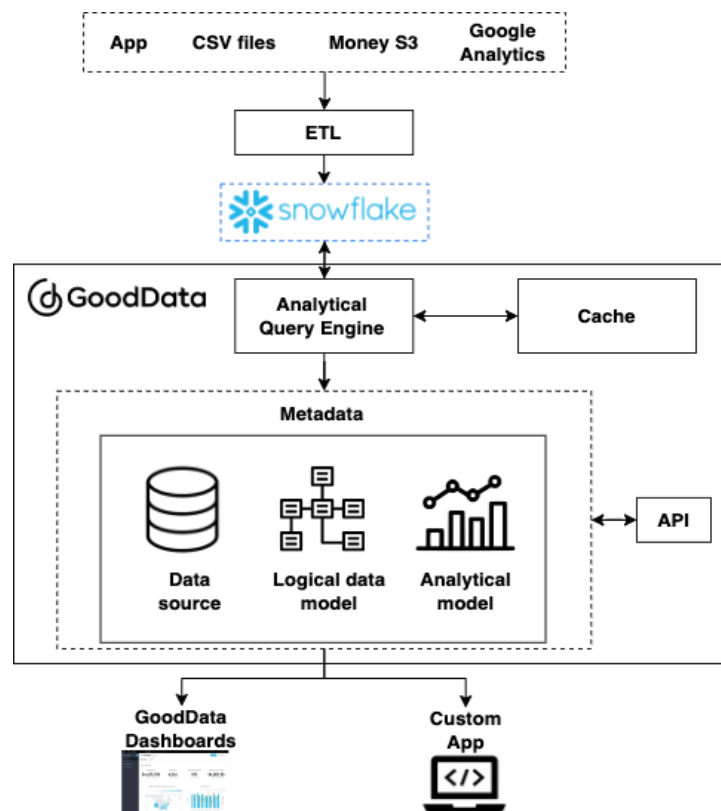 App
CSV files
Money S3
Google
Analytics
ETL
snowflake
GoodData
Analytical
Query Engine
Cache
Metadata
Data
source
Logical data
model
Analytical
model
API
GoodData
Dashboards
Custom
App
</>